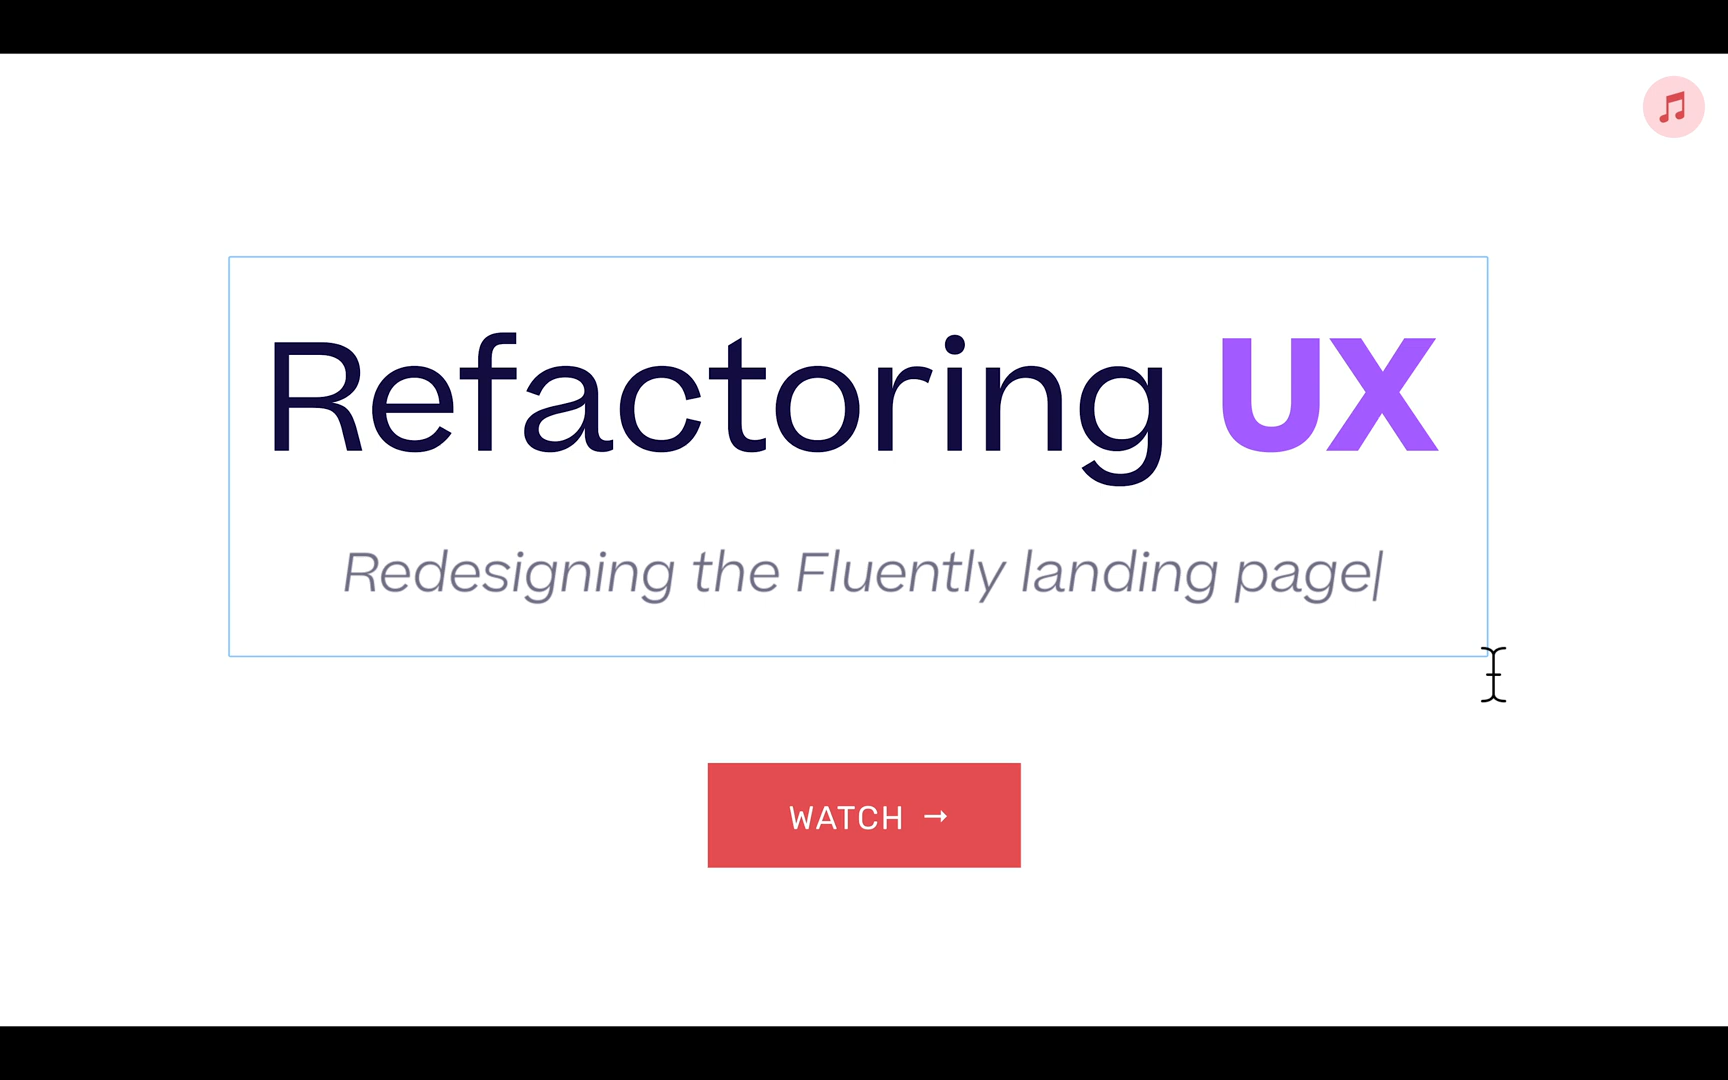 Refactoring UX
Redesigning the Fluently landing page
WATCH →